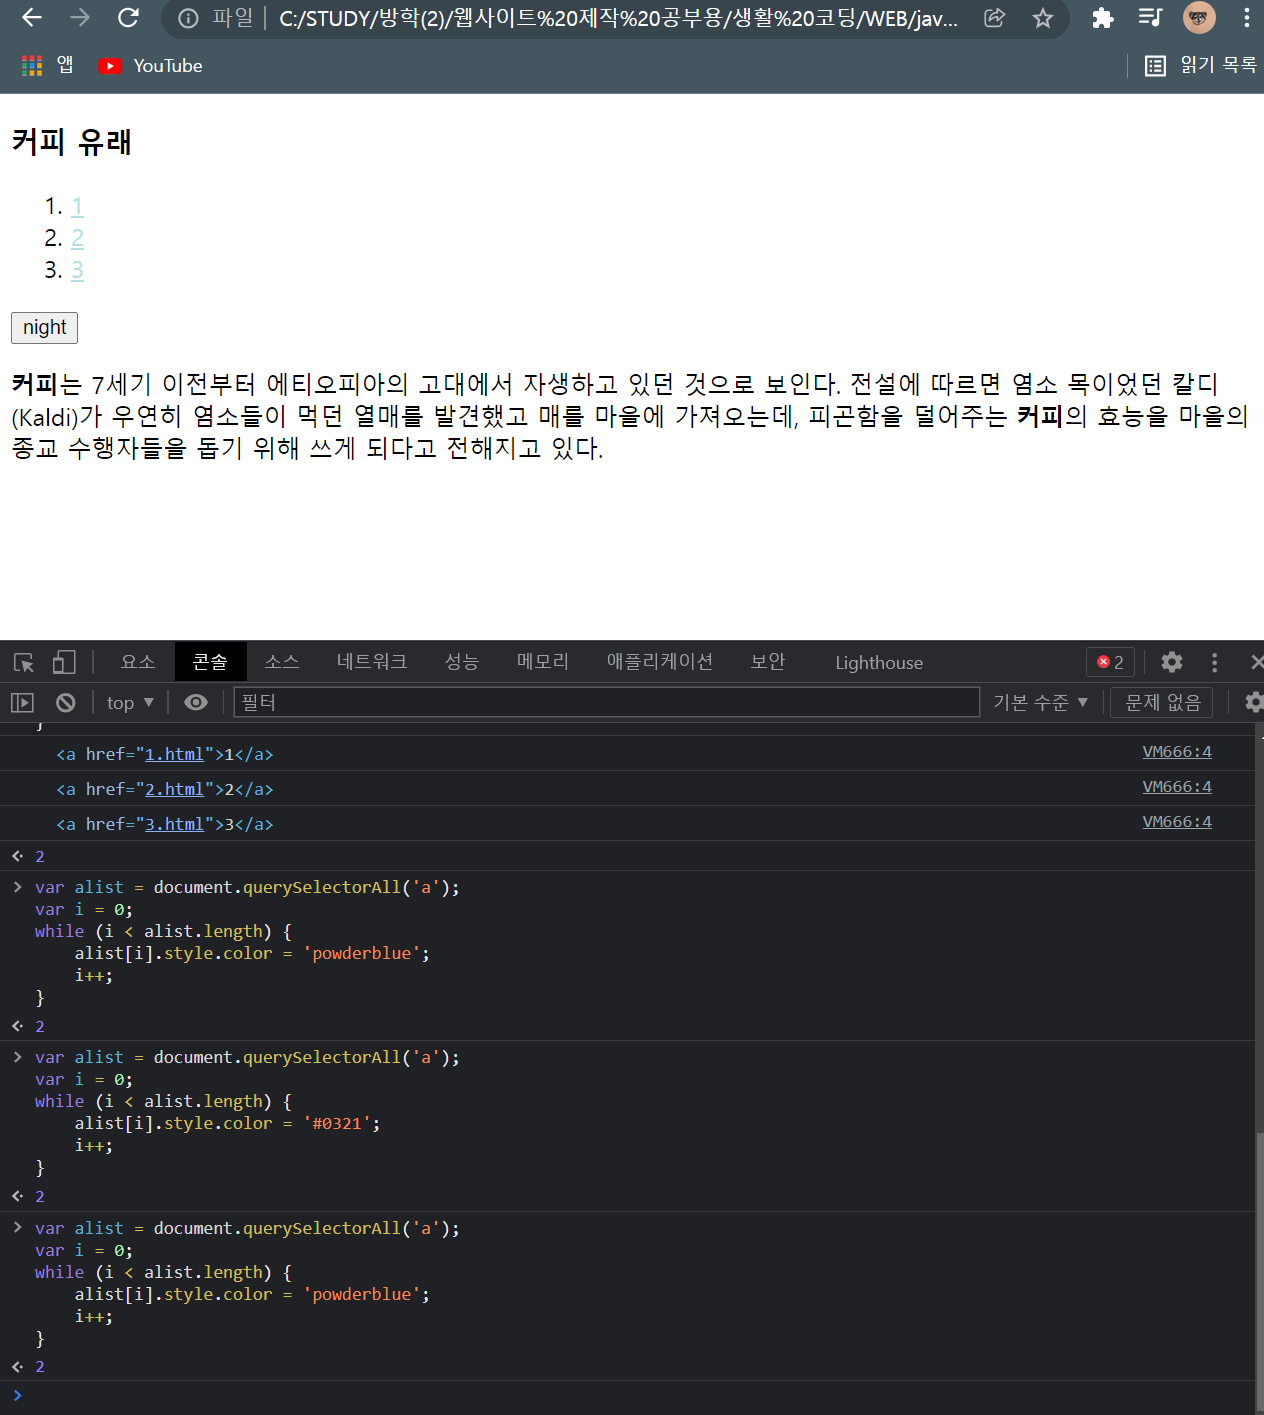 파일 C:/STUDY/방학(2)/웹사이트%20제작%20공부용/생활%20코딩/WEB/jav...
앱 YouTube 읽기 목록
커피 유래
1. 1
2. 2
3. 3
night
커피는 7세기 이전부터 에티오피아의 고대에서 자생하고 있던 것으로 보인다. 전설에 따르면 염소 목이었던 칼디
(Kaldi)가 우연히 염소들이 먹던 열매를 발견했고 매를 마을에 가져오는데, 피곤함을 덜어주는 커피의 효능을 마을의
종교 수행자들을 돕기 위해 쓰게 되다고 전해지고 있다.
요소 콘솔 소스 네트워크 성능 메모리 애플리케이션 보안 Lighthouse 2
top 필터 기본 수준 문제 없음
}
<a href="1.html">1</a> VM666:4
<a href="2.html">2</a> VM666:4
<a href="3.html">3</a> VM666:4
2
var alist = document.querySelectorAll('a');
var i = 0;
while (i < alist.length) {
alist[i].style.color = 'powderblue';
i++;
}
2
var alist = document.querySelectorAll('a');
var i = 0;
while (i < alist.length) {
alist[i].style.color = '#0321';
i++;
}
2
var alist = document.querySelectorAll('a');
var i = 0;
while (i < alist.length) {
alist[i].style.color = 'powderblue';
i++;
}
2